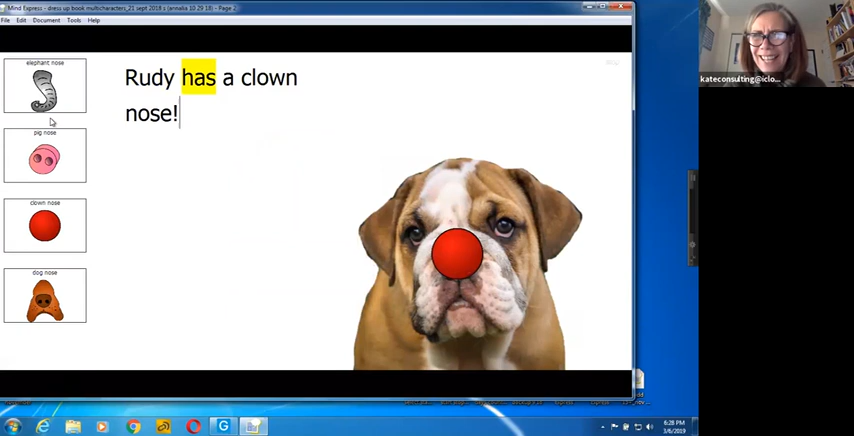 Mind Express - dress up book multicharacters_21 sept 2018 s (annalia 10 29 18) - Page 2
File Edit Document Tools
Help
elephant nose
pig nose
clown nose
dog nose
Rudy has a clown
nose!
kateconsulting@iclo...
6:28 PM
3/6/2019